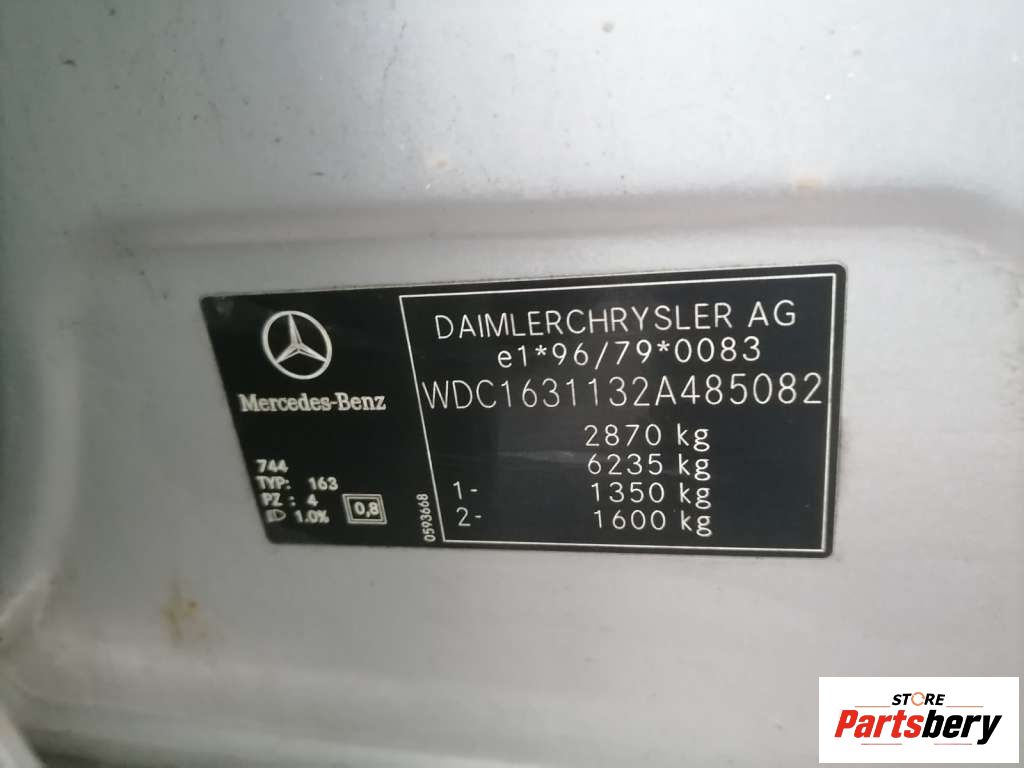 Mercedes-Benz
744
TYP: 163
PZ : 4
1.0%
0,8
0593668
DAIMLERCHRYSLER AG
e1*96/79*0083
WDC1631132A485082
2870 kg
6235 kg
1- 1350 kg
2- 1600 kg
STORE
Partsbery